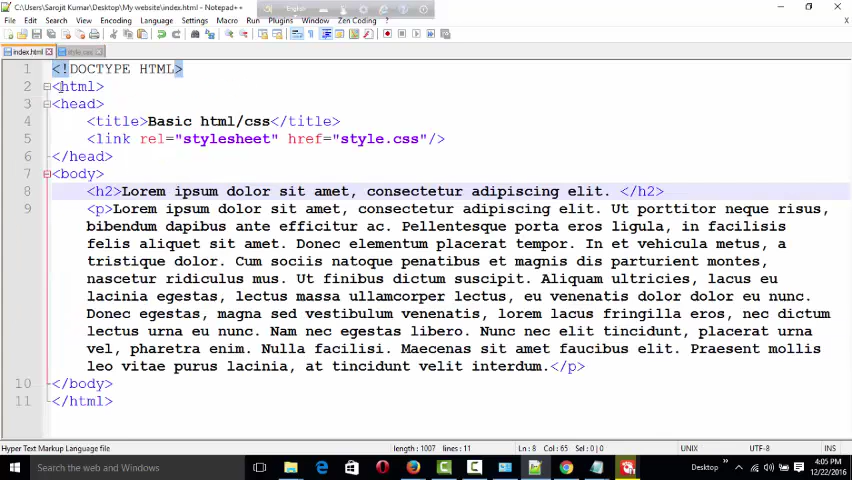 C:\Users\Sarojit Kumar\Desktop\My website\index.html - Notepad++
English
File Edit Search View Encoding Language Settings Macro Run Plugins Window Zen Coding ?
index.html style.css
1 <!DOCTYPE HTML>
2 <html>
3 <head>
4 <title>Basic html/css</title>
5 <link rel="stylesheet" href="style.css"/>
6 </head>
7 <body>
8 <h2>Lorem ipsum dolor sit amet, consectetur adipiscing elit. </h2>
9 <p>Lorem ipsum dolor sit amet, consectetur adipiscing elit. Ut porttitor neque risus,
bibendum dapibus ante efficitur ac. Pellentesque porta eros ligula, in facilisis
felis aliquet sit amet. Donec elementum placerat tempor. In et vehicula metus, a
tristique dolor. Cum sociis natoque penatibus et magnis dis parturient montes,
nascetur ridiculus mus. Ut finibus dictum suscipit. Aliquam ultricies, lacus eu
lacinia egestas, lectus massa ullamcorper lectus, eu venenatis dolor dolor eu nunc.
Donec egestas, magna sed vestibulum venenatis, lorem lacus fringilla eros, nec dictum
lectus urna eu nunc. Nam nec egestas libero. Nunc nec elit tincidunt, placerat urna
vel, pharetra enim. Nulla facilisi. Maecenas sit amet faucibus elit. Praesent mollis
leo vitae purus lacinia, at tincidunt velit interdum.</p>
10 </body>
11 </html>
Hyper Text Markup Language file length : 1007 lines : 11 Ln : 8 Col : 65 Sel : 0 | 0 UNIX UTF-8 INS
Search the web and Windows
Desktop
4:05 PM
12/22/2016